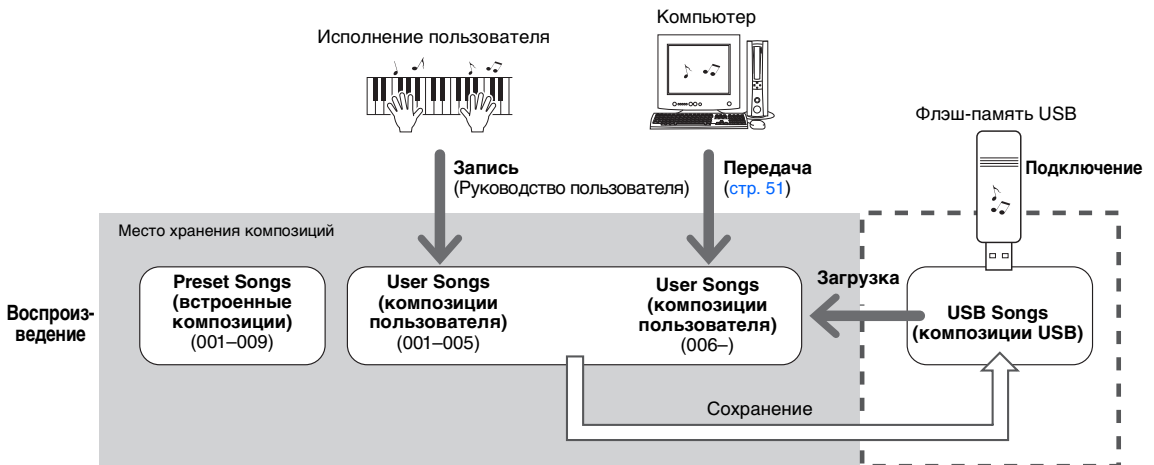 Компьютер
Исполнение пользователя
Флэш-память USB
Запись
(Руководство пользователя)
Передача
(стр. 51)
Подключение
Место хранения композиций
Воспроиз-
ведение
Preset Songs
(встроенные
композиции)
(001–009)
User Songs
(композиции
пользователя)
(001–005)
User Songs
(композиции
пользователя)
(006–)
Загрузка
USB Songs
(композиции USB)
Сохранение